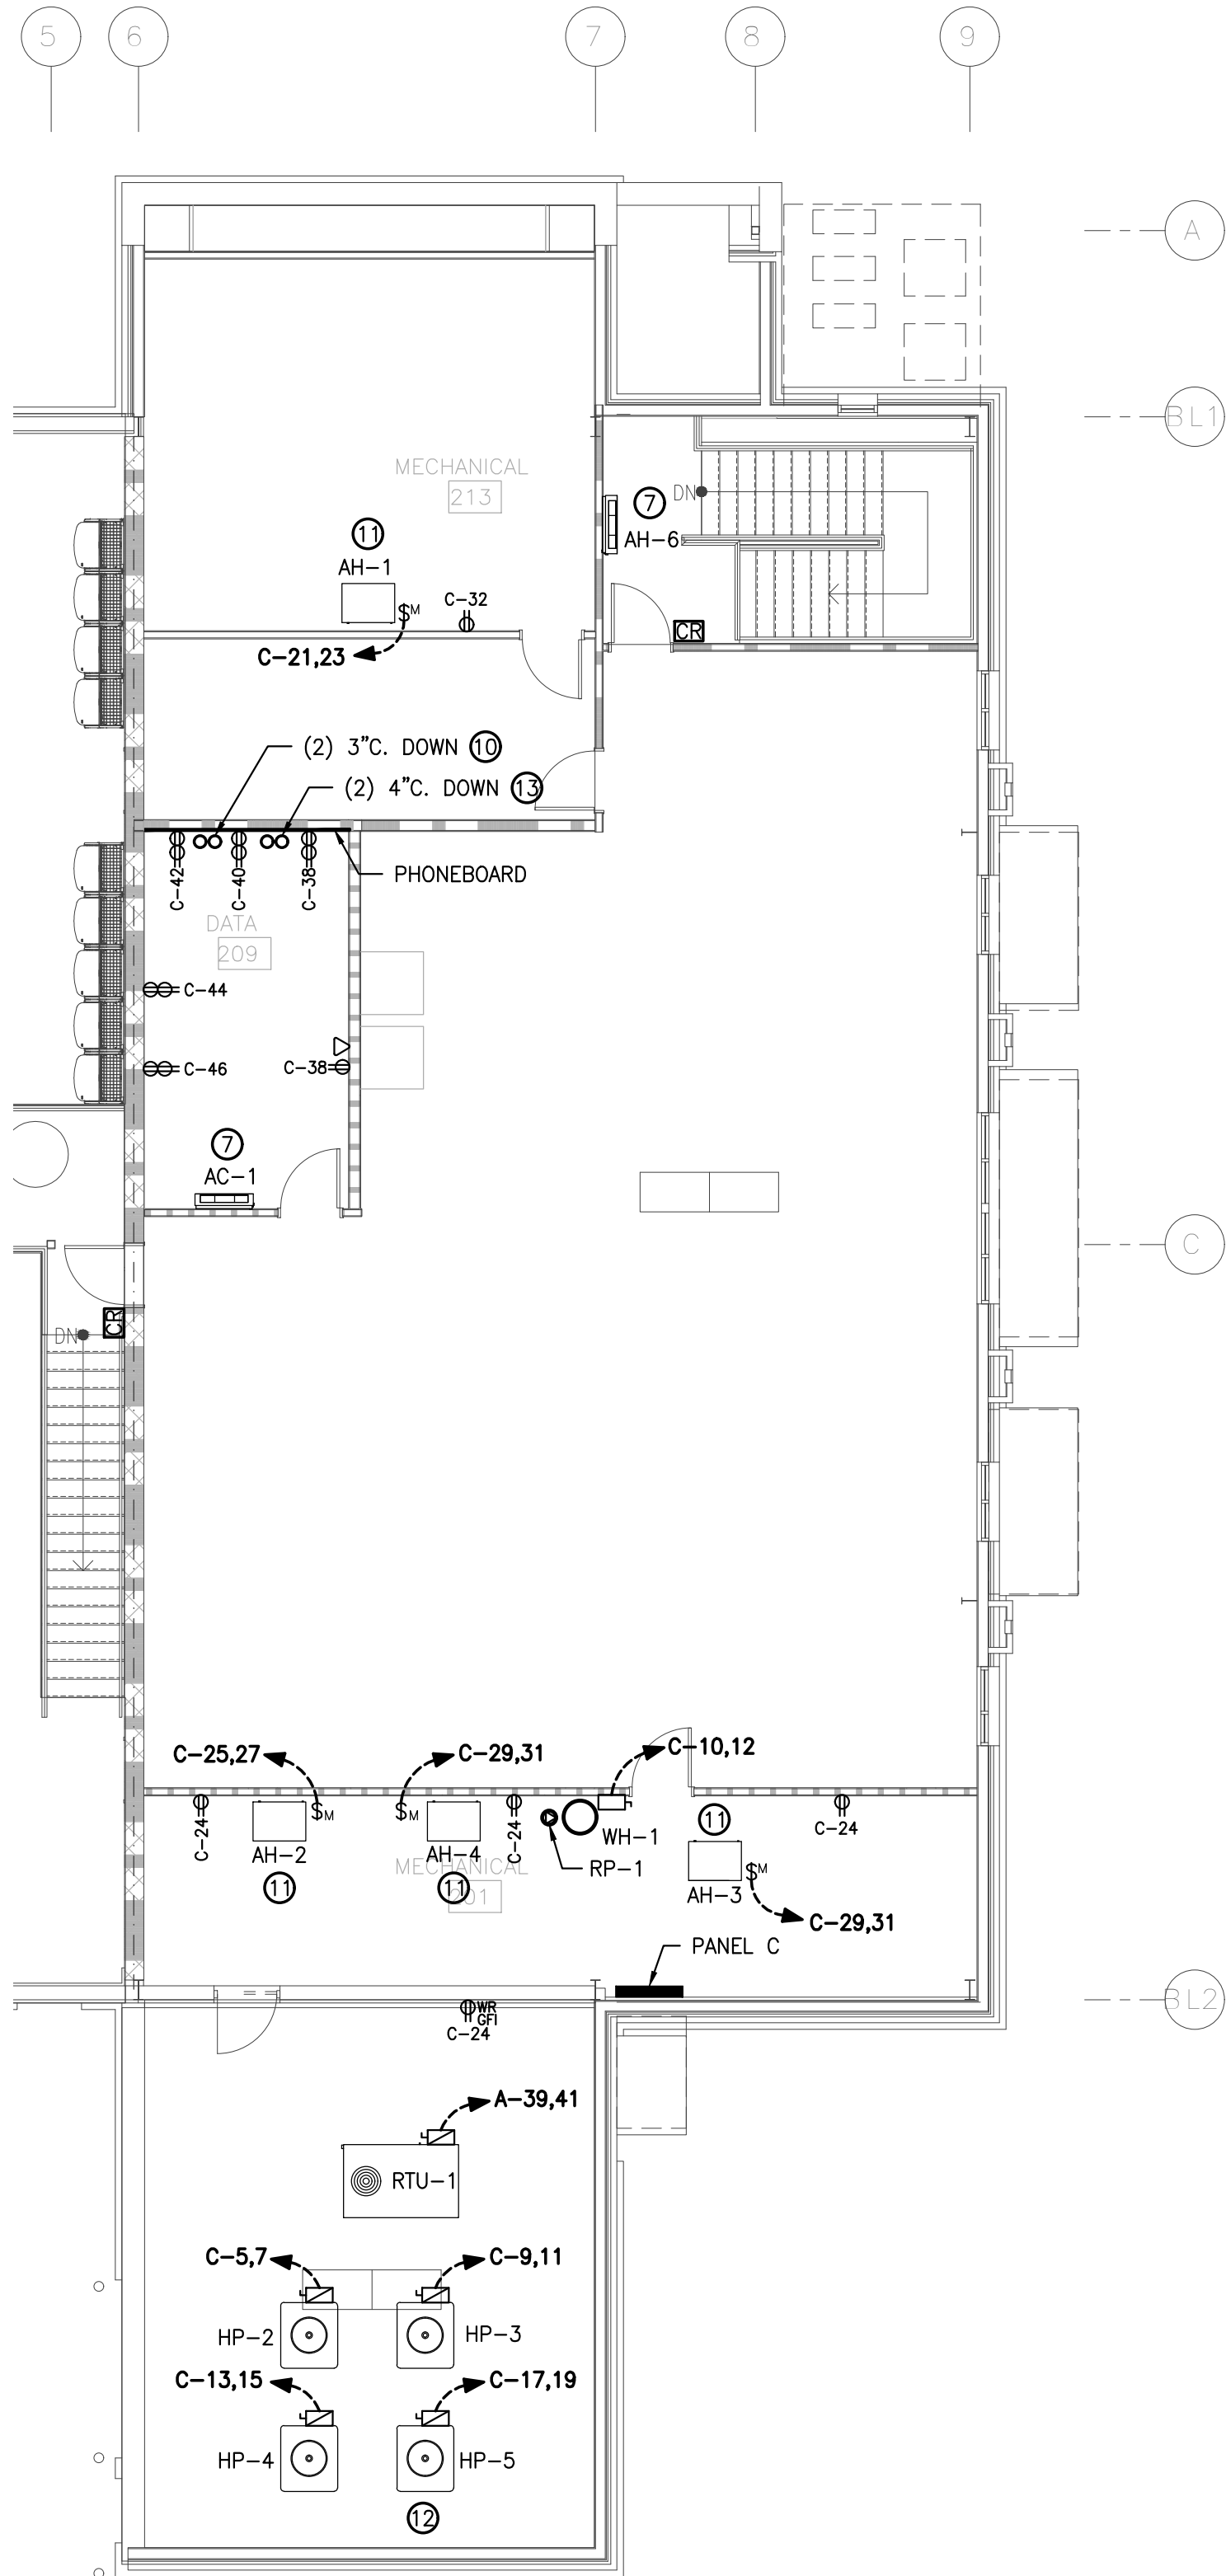 5
6
7
8
9
A
BL1
MECHANICAL
213
7
DN
AH-6
11
AH-1
$M
C-32
CR
C-21,23
(2) 3"C. DOWN 10
(2) 4"C. DOWN 13
PHONEBOARD
C-42
C-40
C-38
DATA
209
C-44
C-46
C-38
7
AC-1
C
CR
DN
C-25,27
C-29,31
C-10,12
$M
$M
11
C-24
AH-2
AH-4
C-24
WH-1
C-24
MECHANICAL
201
RP-1
AH-3
$M
11
11
C-29,31
PANEL C
BL2
WR
GFI
C-24
A-39,41
RTU-1
C-5,7
C-9,11
HP-2
HP-3
C-13,15
C-17,19
HP-4
HP-5
12